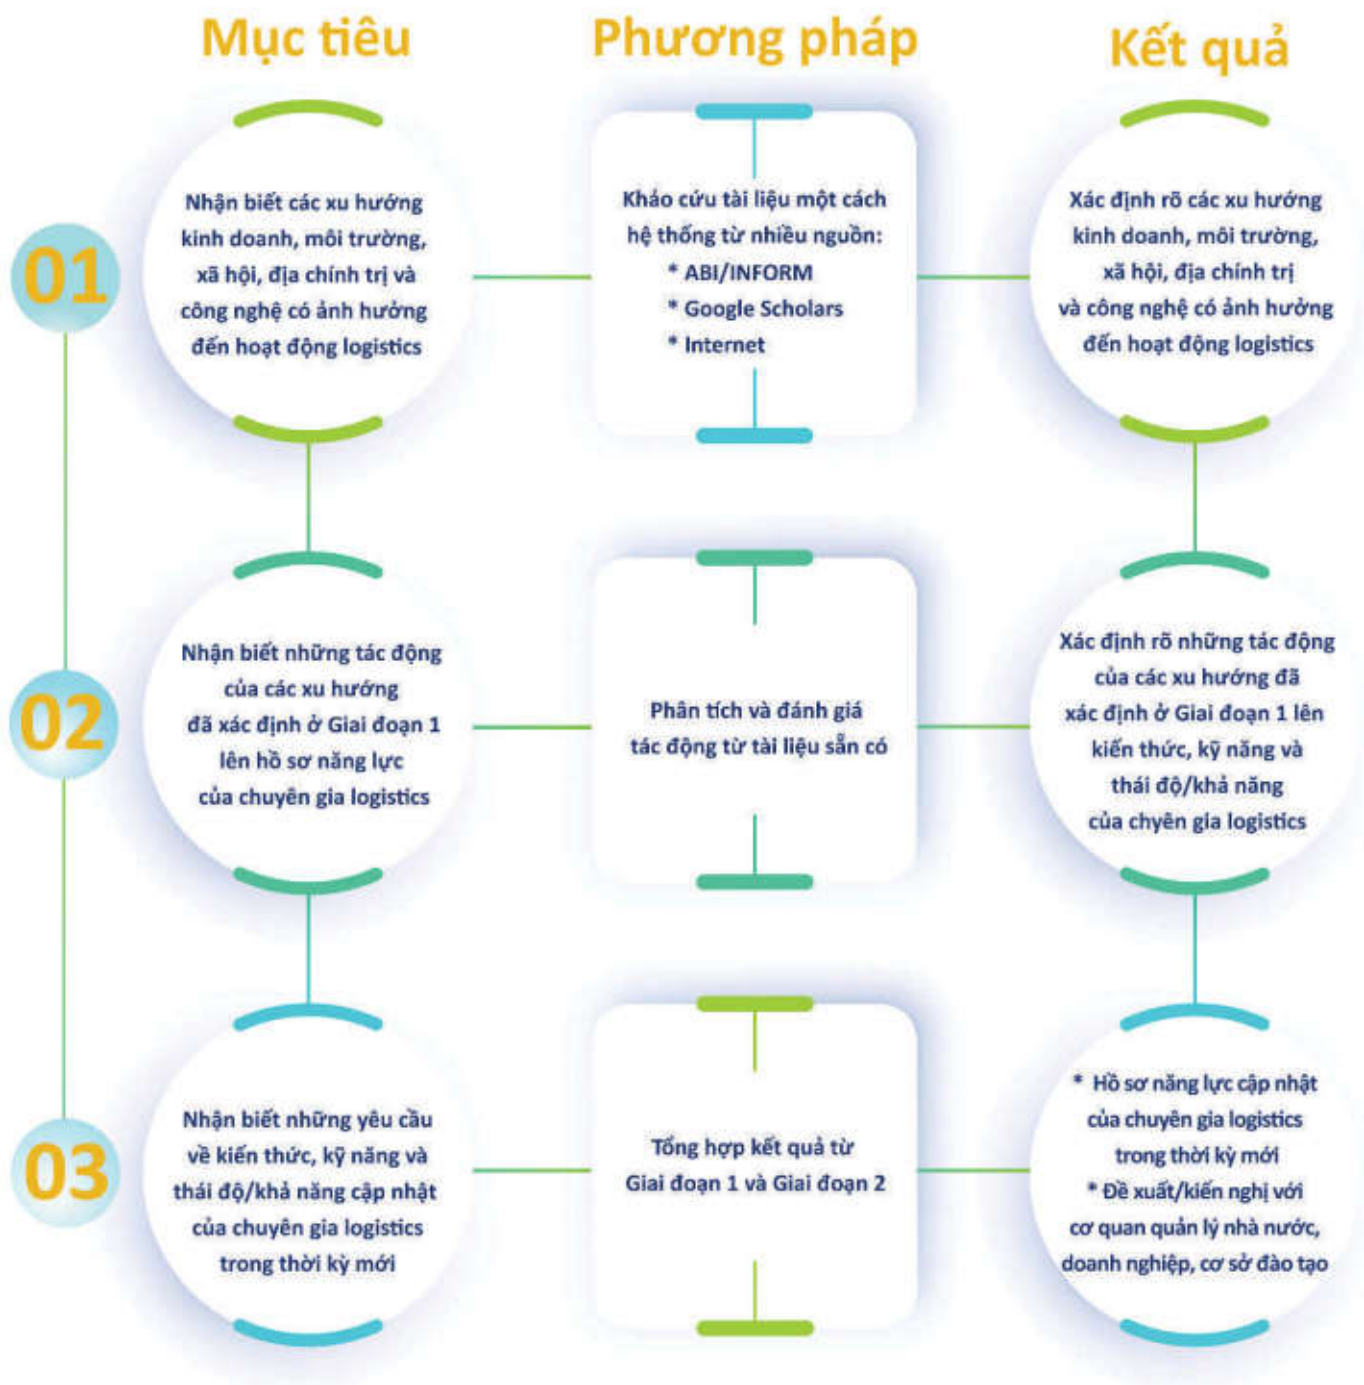 Mục tiêu
Phương pháp
Kết quả
01
Nhận biết các xu hướng
kinh doanh, môi trường,
xã hội, địa chính trị và
công nghệ có ảnh hưởng
đến hoạt động logistics
Khảo cứu tài liệu một cách
hệ thống từ nhiều nguồn:
* ABI/INFORM
* Google Scholars
* Internet
Xác định rõ các xu hướng
kinh doanh, môi trường,
xã hội, địa chính trị
và công nghệ có ảnh hưởng
đến hoạt động logistics
02
Nhận biết những tác động
của các xu hướng
đã xác định ở Giai đoạn 1
lên hồ sơ năng lực
của chuyên gia logistics
Phân tích và đánh giá
tác động từ tài liệu sẵn có
Xác định rõ những tác động
của các xu hướng đã
xác định ở Giai đoạn 1 lên
kiến thức, kỹ năng và
thái độ/khả năng
của chyên gia logistics
03
Nhận biết những yêu cầu
về kiến thức, kỹ năng và
thái độ/khả năng cập nhật
của chuyên gia logistics
trong thời kỳ mới
Tổng hợp kết quả từ
Giai đoạn 1 và Giai đoạn 2
* Hồ sơ năng lực cập nhật
của chuyên gia logistics
trong thời kỳ mới
* Đề xuất/kiến nghị với
cơ quan quản lý nhà nước,
doanh nghiệp, cơ sở đào tạo